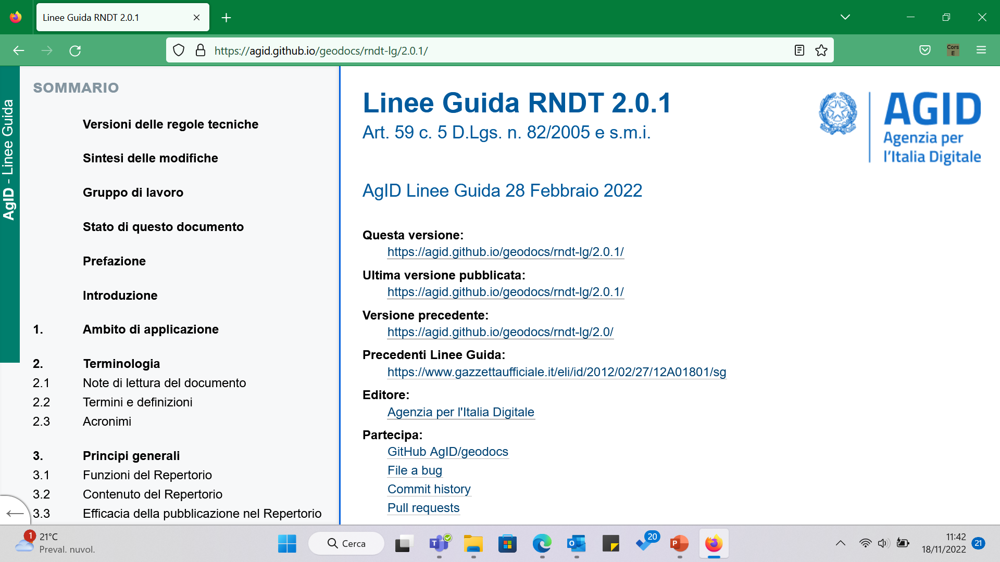 Linee Guida RNDT 2.0.1
https://agid.github.io/geodocs/rndt-lg/2.0.1/
Cors
E
AgID - Linee Guida
SOMMARIO
Versioni delle regole tecniche
Sintesi delle modifiche
Gruppo di lavoro
Stato di questo documento
Prefazione
Introduzione
1. Ambito di applicazione
2. Terminologia
2.1 Note di lettura del documento
2.2 Termini e definizioni
2.3 Acronimi
3. Principi generali
3.1 Funzioni del Repertorio
3.2 Contenuto del Repertorio
3.3 Efficacia della pubblicazione nel Repertorio
Linee Guida RNDT 2.0.1
Art. 59 c. 5 D.Lgs. n. 82/2005 e s.m.i.
AGID
Agenzia per
l'Italia Digitale
AgID Linee Guida 28 Febbraio 2022
Questa versione:
https://agid.github.io/geodocs/rndt-lg/2.0.1/
Ultima versione pubblicata:
https://agid.github.io/geodocs/rndt-lg/2.0.1/
Versione precedente:
https://agid.github.io/geodocs/rndt-lg/2.0/
Precedenti Linee Guida:
https://www.gazzettaufficiale.it/eli/id/2012/02/27/12A01801/sg
Editore:
Agenzia per l'Italia Digitale
Partecipa:
GitHub AgID/geodocs
File a bug
Commit history
Pull requests
1
21°C
Preval. nuvol.
Cerca
20
11:42
18/11/2022
21